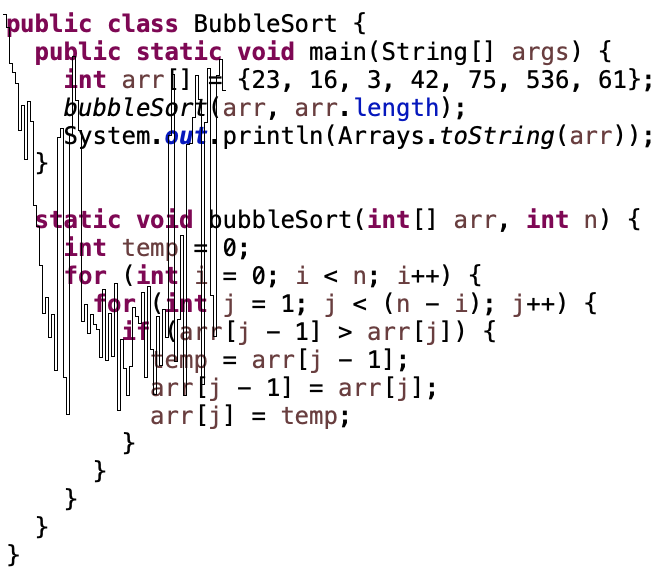 public class BubbleSort {
  public static void main(String[] args) {
    int arr[] = {23, 16, 3, 42, 75, 536, 61};
    bubbleSort(arr, arr.length);
    System.out.println(Arrays.toString(arr));
  }

  static void bubbleSort(int[] arr, int n) {
    int temp = 0;
    for (int i = 0; i < n; i++) {
      for (int j = 1; j < (n - i); j++) {
        if (arr[j - 1] > arr[j]) {
          temp = arr[j - 1];
          arr[j - 1] = arr[j];
          arr[j] = temp;
        }
      }
    }
  }
}